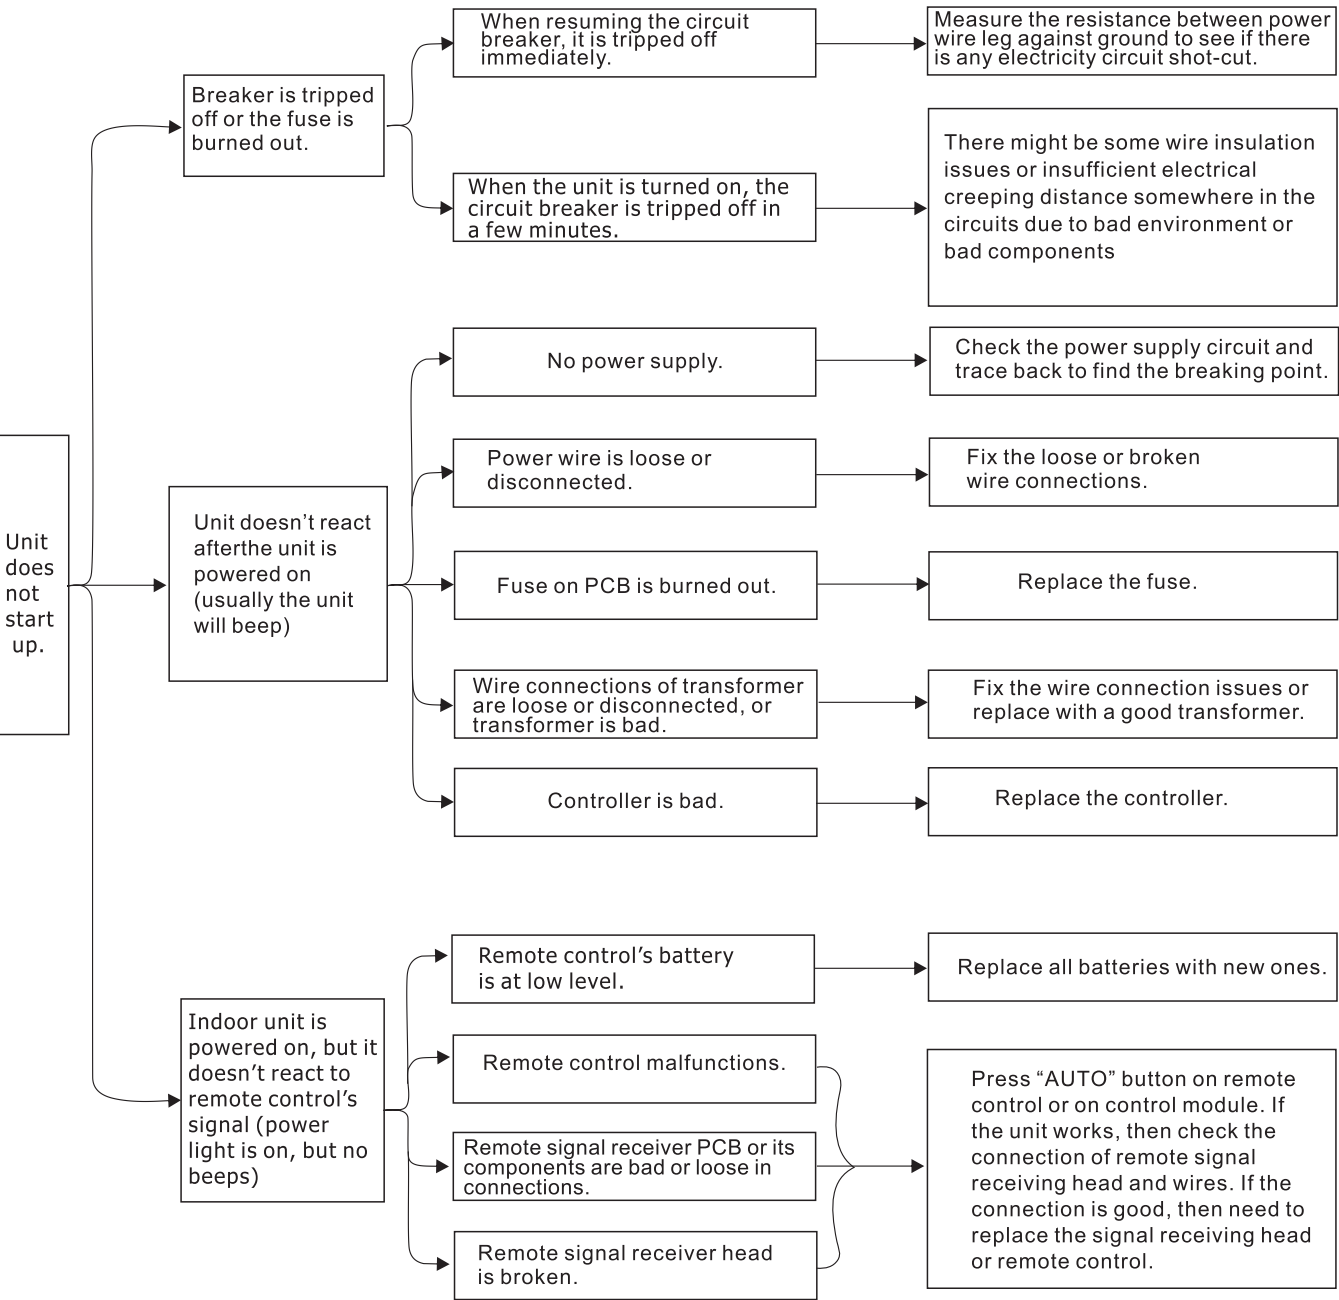 Unit
does
not
start
up.
Breaker is tripped
off or the fuse is
burned out.
When resuming the circuit
breaker, it is tripped off
immediately.
Measure the resistance between power
wire leg against ground to see if there
is any electricity circuit shot-cut.
When the unit is turned on, the
circuit breaker is tripped off in
a few minutes.
There might be some wire insulation
issues or insufficient electrical
creeping distance somewhere in the
circuits due to bad environment or
bad components
Unit doesn’t react
afterthe unit is
powered on
(usually the unit
will beep)
No power supply.
Check the power supply circuit and
trace back to find the breaking point.
Power wire is loose or
disconnected.
Fix the loose or broken
wire connections.
Fuse on PCB is burned out.
Replace the fuse.
Wire connections of transformer
are loose or disconnected, or
transformer is bad.
Fix the wire connection issues or
replace with a good transformer.
Controller is bad.
Replace the controller.
Indoor unit is
powered on, but it
doesn’t react to
remote control’s
signal (power
light is on, but no
beeps)
Remote control’s battery
is at low level.
Replace all batteries with new ones.
Remote control malfunctions.
Remote signal receiver PCB or its
components are bad or loose in
connections.
Remote signal receiver head
is broken.
Press “AUTO” button on remote
control or on control module. If
the unit works, then check the
connection of remote signal
receiving head and wires. If the
connection is good, then need to
replace the signal receiving head
or remote control.